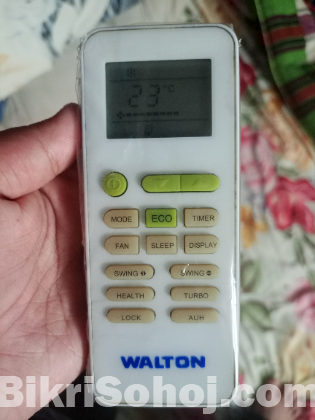 23°C
MODE ECO TIMER
FAN SLEEP DISPLAY
SWING SWING
HEALTH TURBO
LOCK AUH
WALTON
BikriSohoj.com